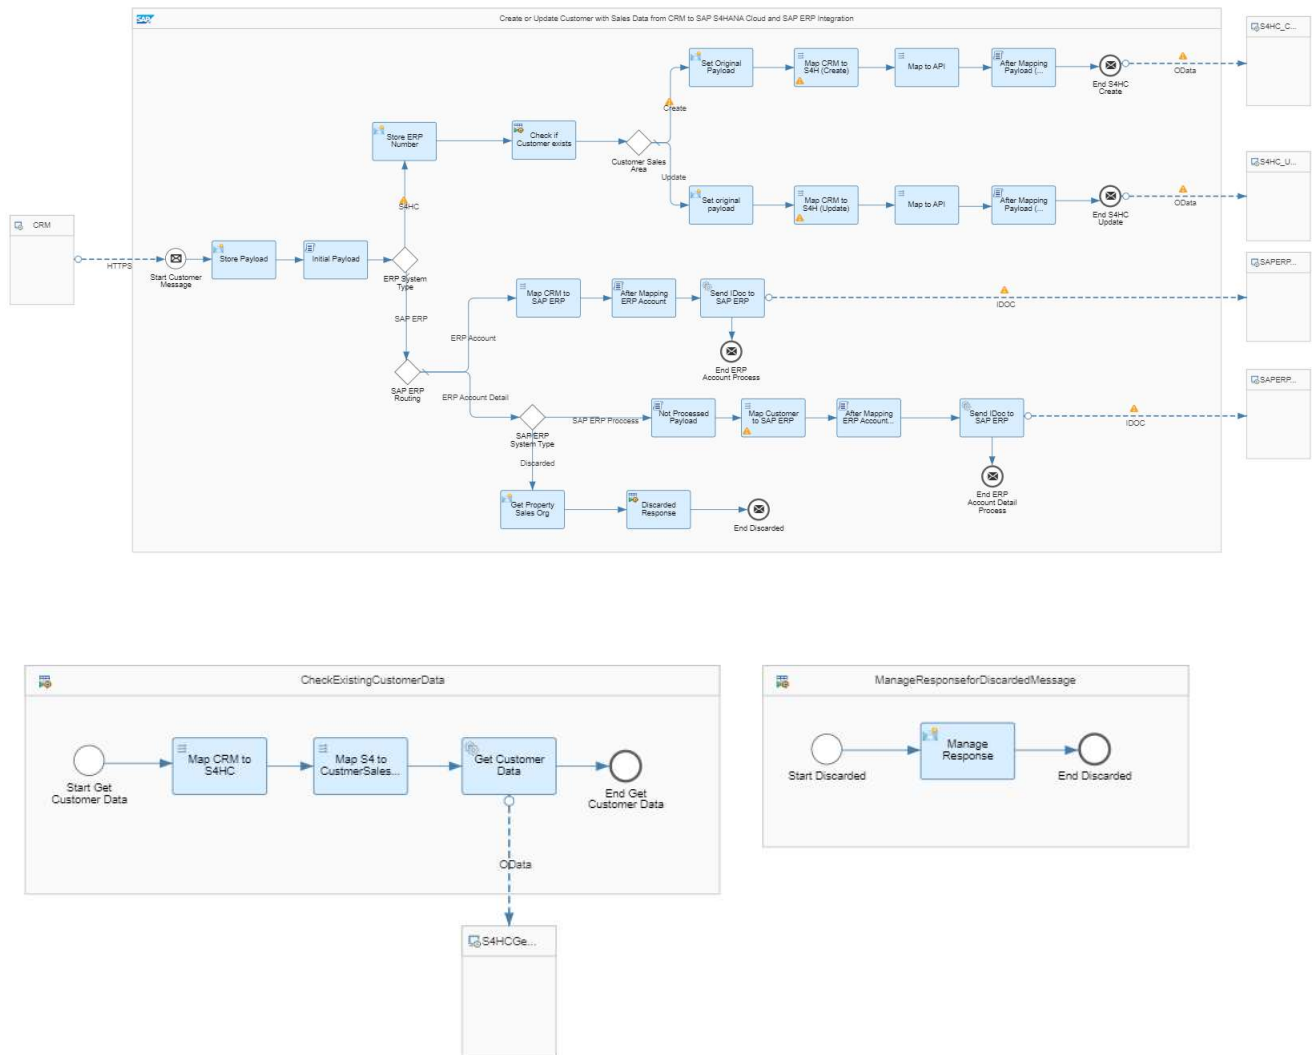 SAP
Create or Update Customer with Sales Data from CRM to SAP S4HANA Cloud and SAP ERP Integration
S4HC_C...
Set Original
Payload
Map CRM to
S4H (Create)
Map to API
After Mapping
Payload (...
End S4HC
Create
OData
Create
Store ERP
Number
Check if
Customer exists
Customer Sales
Area
Update
S4HC_U...
Set original
payload
Map CRM to
S4H (Update)
Map to API
After Mapping
Payload (...
End S4HC
Update
OData
S4HC
CRM
HTTPS
Start Customer
Message
Store Payload
Initial Payload
ERP System
Type
SAPERP...
SAP ERP
Map CRM to
SAP ERP
After Mapping
ERP Account
Send IDoc to
SAP ERP
IDOC
ERP Account
End ERP
Account Process
SAP ERP
Routing
ERP Account Detail
SAPERP...
SAP ERP
System Type
SAP ERP Proccess
Not Processed
Payload
Map Customer
to SAP ERP
After Mapping
ERP Account...
Send IDoc to
SAP ERP
IDOC
Discarded
End ERP
Account Detail
Process
Get Property
Sales Org
Discarded
Response
End Discarded
CheckExistingCustomerData
Start Get
Customer Data
Map CRM to
S4HC
Map S4 to
CustmerSales...
Get Customer
Data
End Get
Customer Data
OData
S4HCGe...
ManageResponseforDiscardedMessage
Start Discarded
Manage
Response
End Discarded